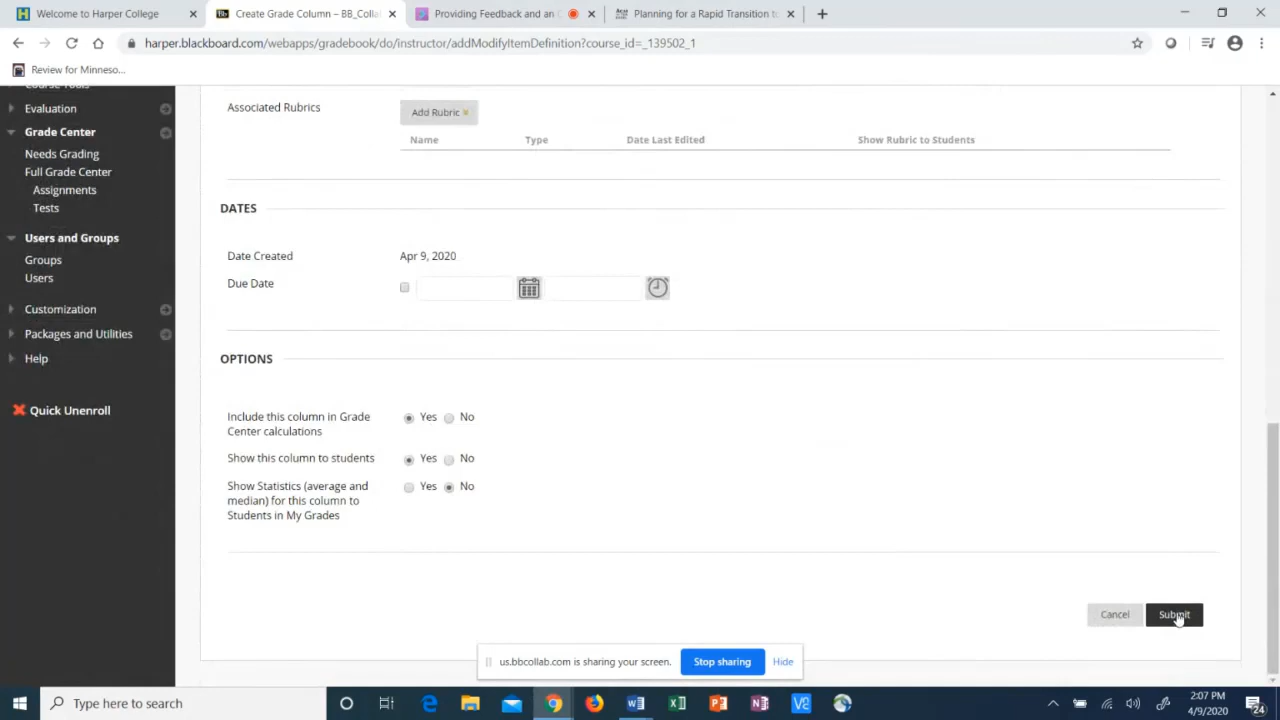 Welcome to Harper College
Create Grade Column – BB_Colla
Providing Feedback and an
Planning for a Rapid Transition to
harper.blackboard.com/webapps/gradebook/do/instructor/addModifyItemDefinition?course_id=_139502_1
Review for Minneso...
Course Tools
Evaluation
Grade Center
Needs Grading
Full Grade Center
Assignments
Tests
Users and Groups
Groups
Users
Customization
Packages and Utilities
Help
Quick Unenroll
Associated Rubrics
Add Rubric
Name Type Date Last Edited Show Rubric to Students
DATES
Date Created Apr 9, 2020
Due Date
OPTIONS
Include this column in Grade Yes No
Center calculations
Show this column to students Yes No
Show Statistics (average and Yes No
median) for this column to
Students in My Grades
Cancel Submit
us.bbcollab.com is sharing your screen. Stop sharing Hide
Type here to search
2:07 PM
4/9/2020
24